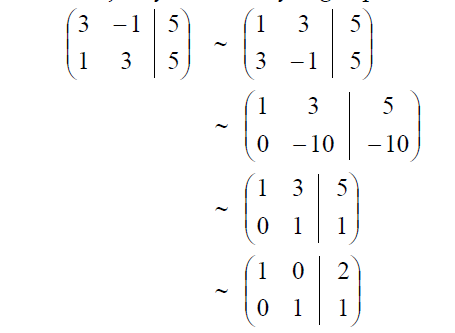 (3 −1 | 5) ~ (1 3 | 5)
(1 3 | 5) (3 −1 | 5)
~ (1 3 | 5)
(0 −10 | −10)
~ (1 3 | 5)
(0 1 | 1)
~ (1 0 | 2)
(0 1 | 1)